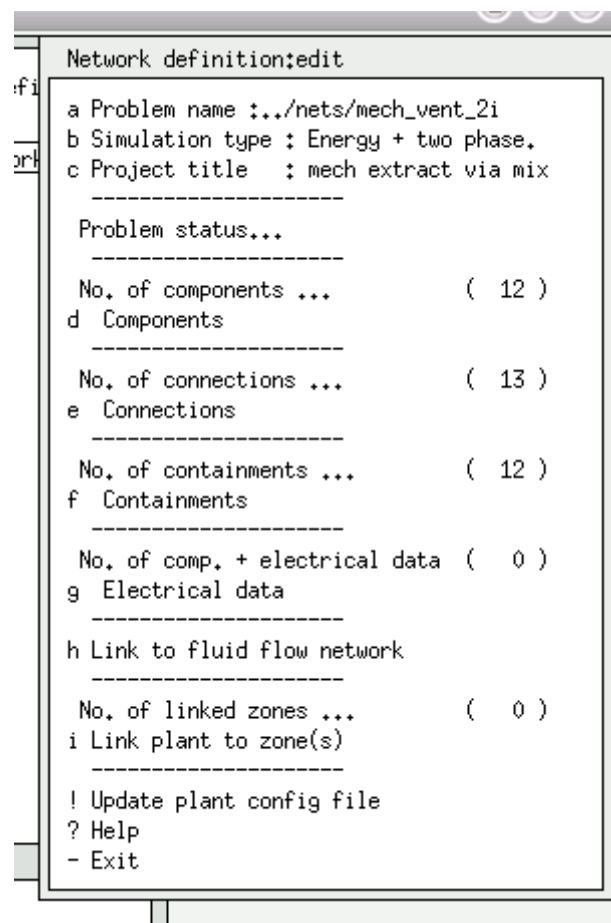 Network definition:edit
efi
a Problem name :../nets/mech_vent_2i
b Simulation type : Energy + two phase.
ork
c Project title   : mech extract via mix
---------------------
Problem status...
---------------------
No. of components ...           (  12 )
d  Components
---------------------
No. of connections ...          (  13 )
e  Connections
---------------------
No. of containments ...         (  12 )
f  Containments
---------------------
No. of comp. + electrical data  (   0 )
g  Electrical data
---------------------
h Link to fluid flow network
---------------------
No. of linked zones ...         (   0 )
i Link plant to zone(s)
---------------------
! Update plant config file
? Help
- Exit